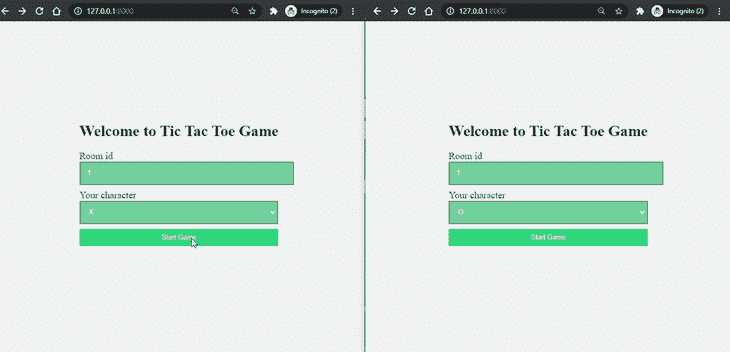 127.0.0.1:8000
Incognito (2)
Welcome to Tic Tac Toe Game
Room id
1
Your character
X
Start Game
127.0.0.1:8000
Incognito (2)
Welcome to Tic Tac Toe Game
Room id
1
Your character
O
Start Game